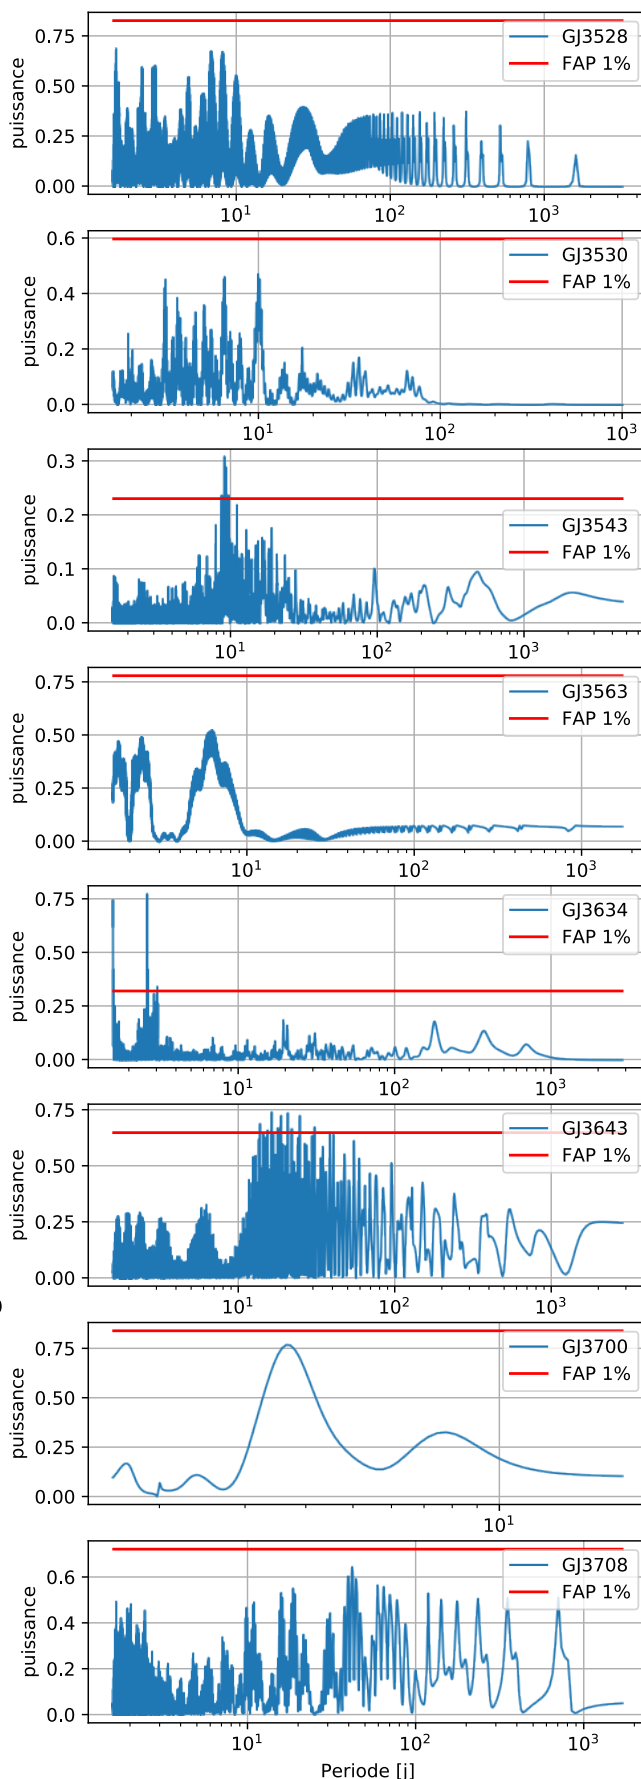 puissance
0.75
0.50
0.25
0.00
GJ3528
FAP 1%
10¹ 10² 10³
puissance
0.6
0.4
0.2
0.0
GJ3530
FAP 1%
10¹ 10² 10³
puissance
0.3
0.2
0.1
0.0
GJ3543
FAP 1%
10¹ 10² 10³
puissance
0.75
0.50
0.25
0.00
GJ3563
FAP 1%
10¹ 10² 10³
puissance
0.75
0.50
0.25
0.00
GJ3634
FAP 1%
10¹ 10² 10³
puissance
0.75
0.50
0.25
0.00
GJ3643
FAP 1%
10¹ 10² 10³
puissance
0.75
0.50
0.25
0.00
GJ3700
FAP 1%
10¹
puissance
0.6
0.4
0.2
0.0
GJ3708
FAP 1%
10¹ 10² 10³
Periode [j]